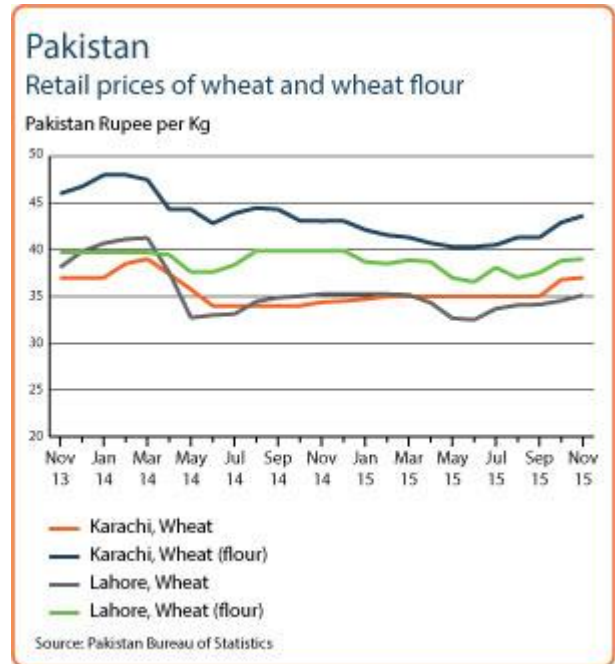 Pakistan
Retail prices of wheat and wheat flour
Pakistan Rupee per Kg
50
45
40
35
30
25
20
Nov Jan Mar May Jul Sep Nov Jan Mar May Jul Sep Nov
13 14 14 14 14 14 14 15 15 15 15 15 15
Karachi, Wheat
Karachi, Wheat (flour)
Lahore, Wheat
Lahore, Wheat (flour)
Source: Pakistan Bureau of Statistics